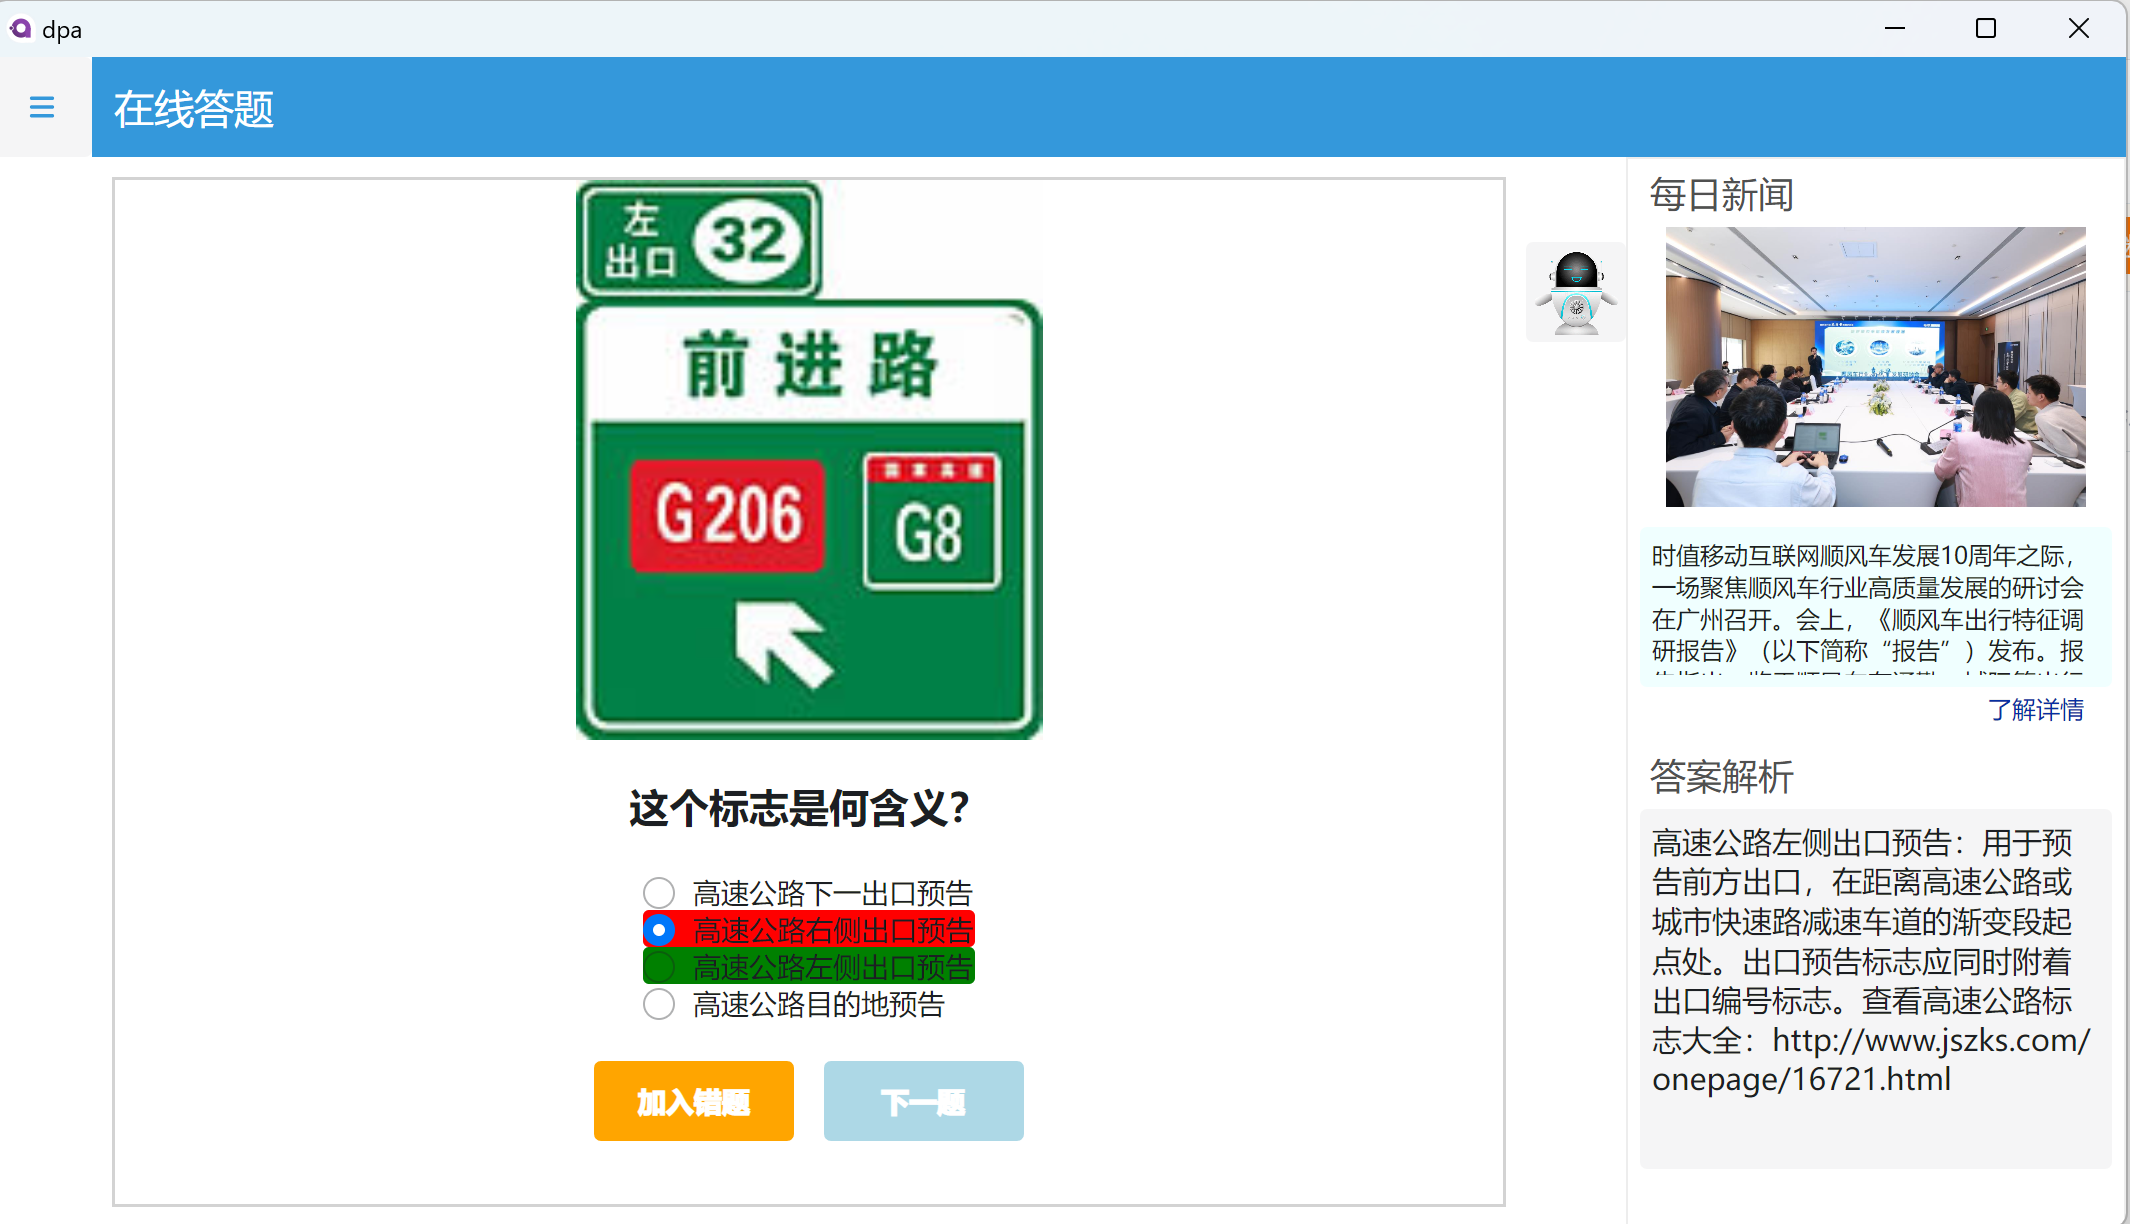 dpa
在线答题
左
出口
32
前进路
G206
国家高速
G8
这个标志是何含义？
高速公路下一出口预告
高速公路右侧出口预告
高速公路左侧出口预告
高速公路目的地预告
加入错题
下一题
每日新闻
时值移动互联网顺风车发展10周年之际，
一场聚焦顺风车行业高质量发展的研讨会
在广州召开。会上，《顺风车出行特征调
研报告》（以下简称“报告”）发布。报
了解详情
答案解析
高速公路左侧出口预告：用于预
告前方出口，在距离高速公路或
城市快速路减速车道的渐变段起
点处。出口预告标志应同时附着
出口编号标志。查看高速公路标
志大全：http://www.jszks.com/
onepage/16721.html